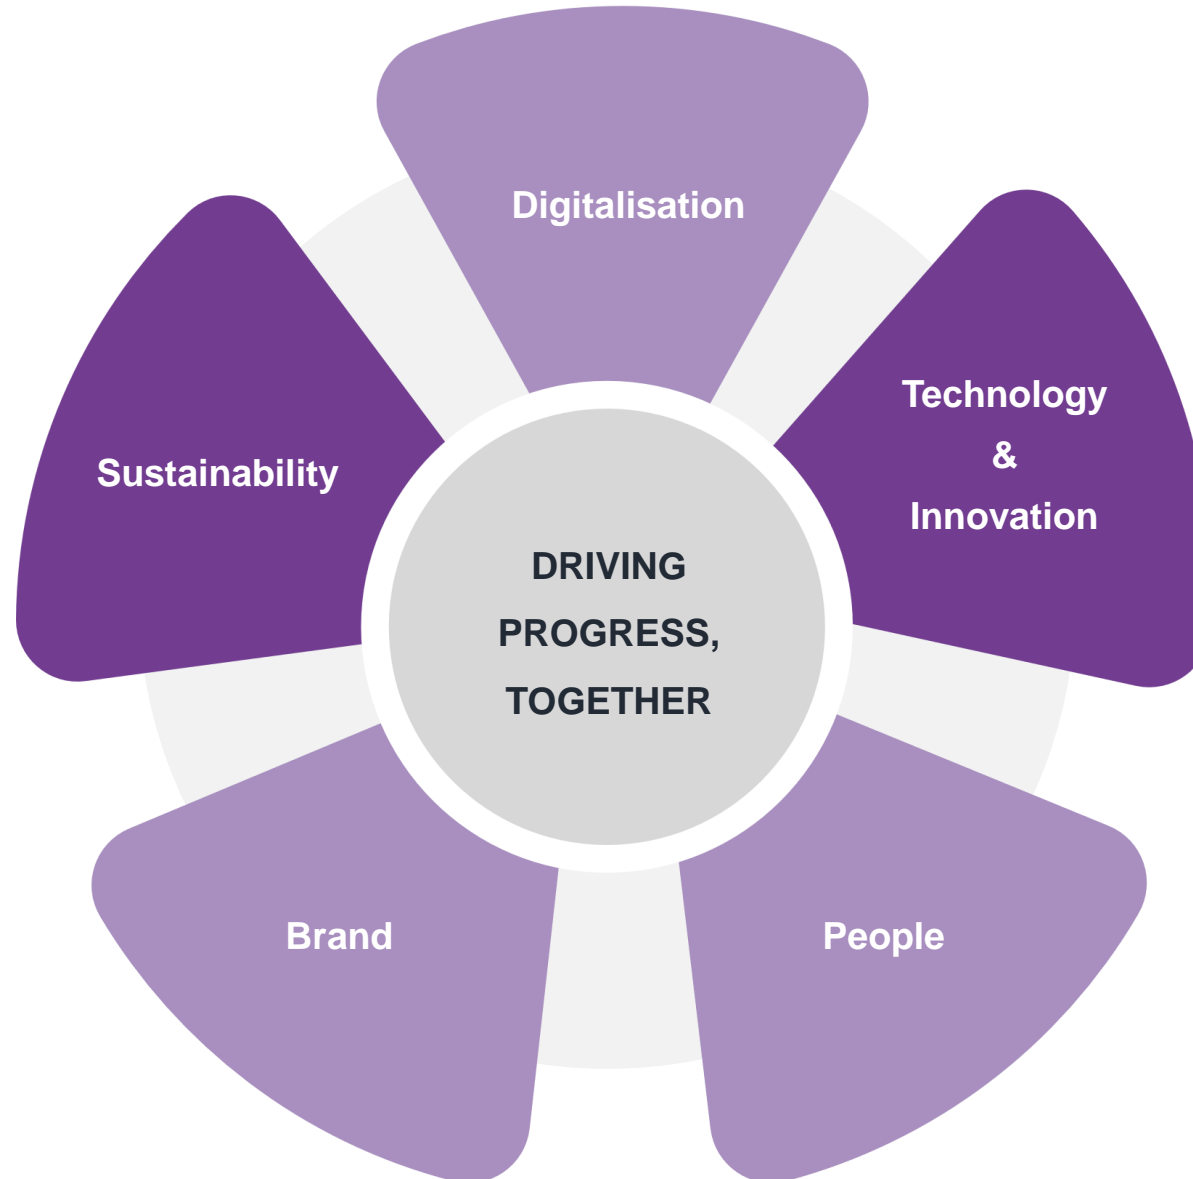 Digitalisation
Technology
&
Innovation
Sustainability
DRIVING
PROGRESS,
TOGETHER
Brand
People